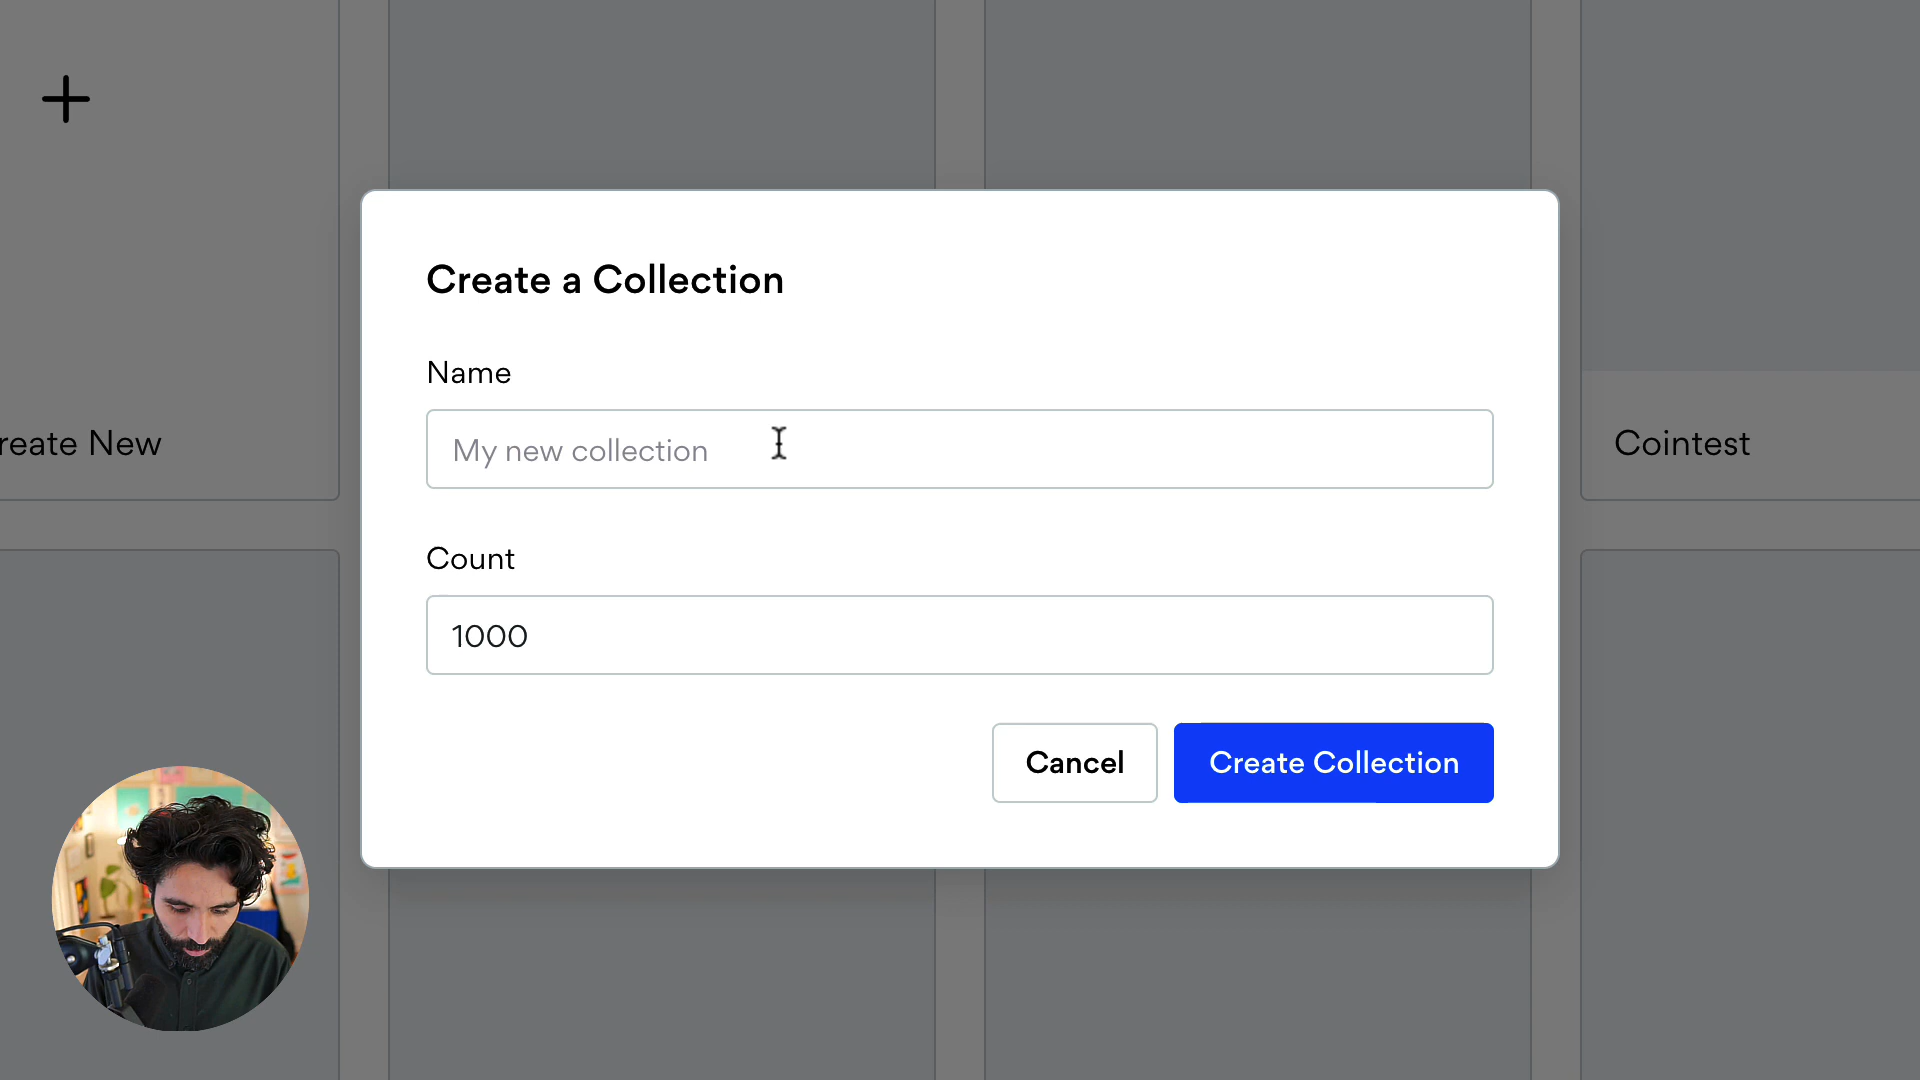 Create a Collection
Name
My new collection
reate New
Cointest
Count
1000
Cancel
Create Collection